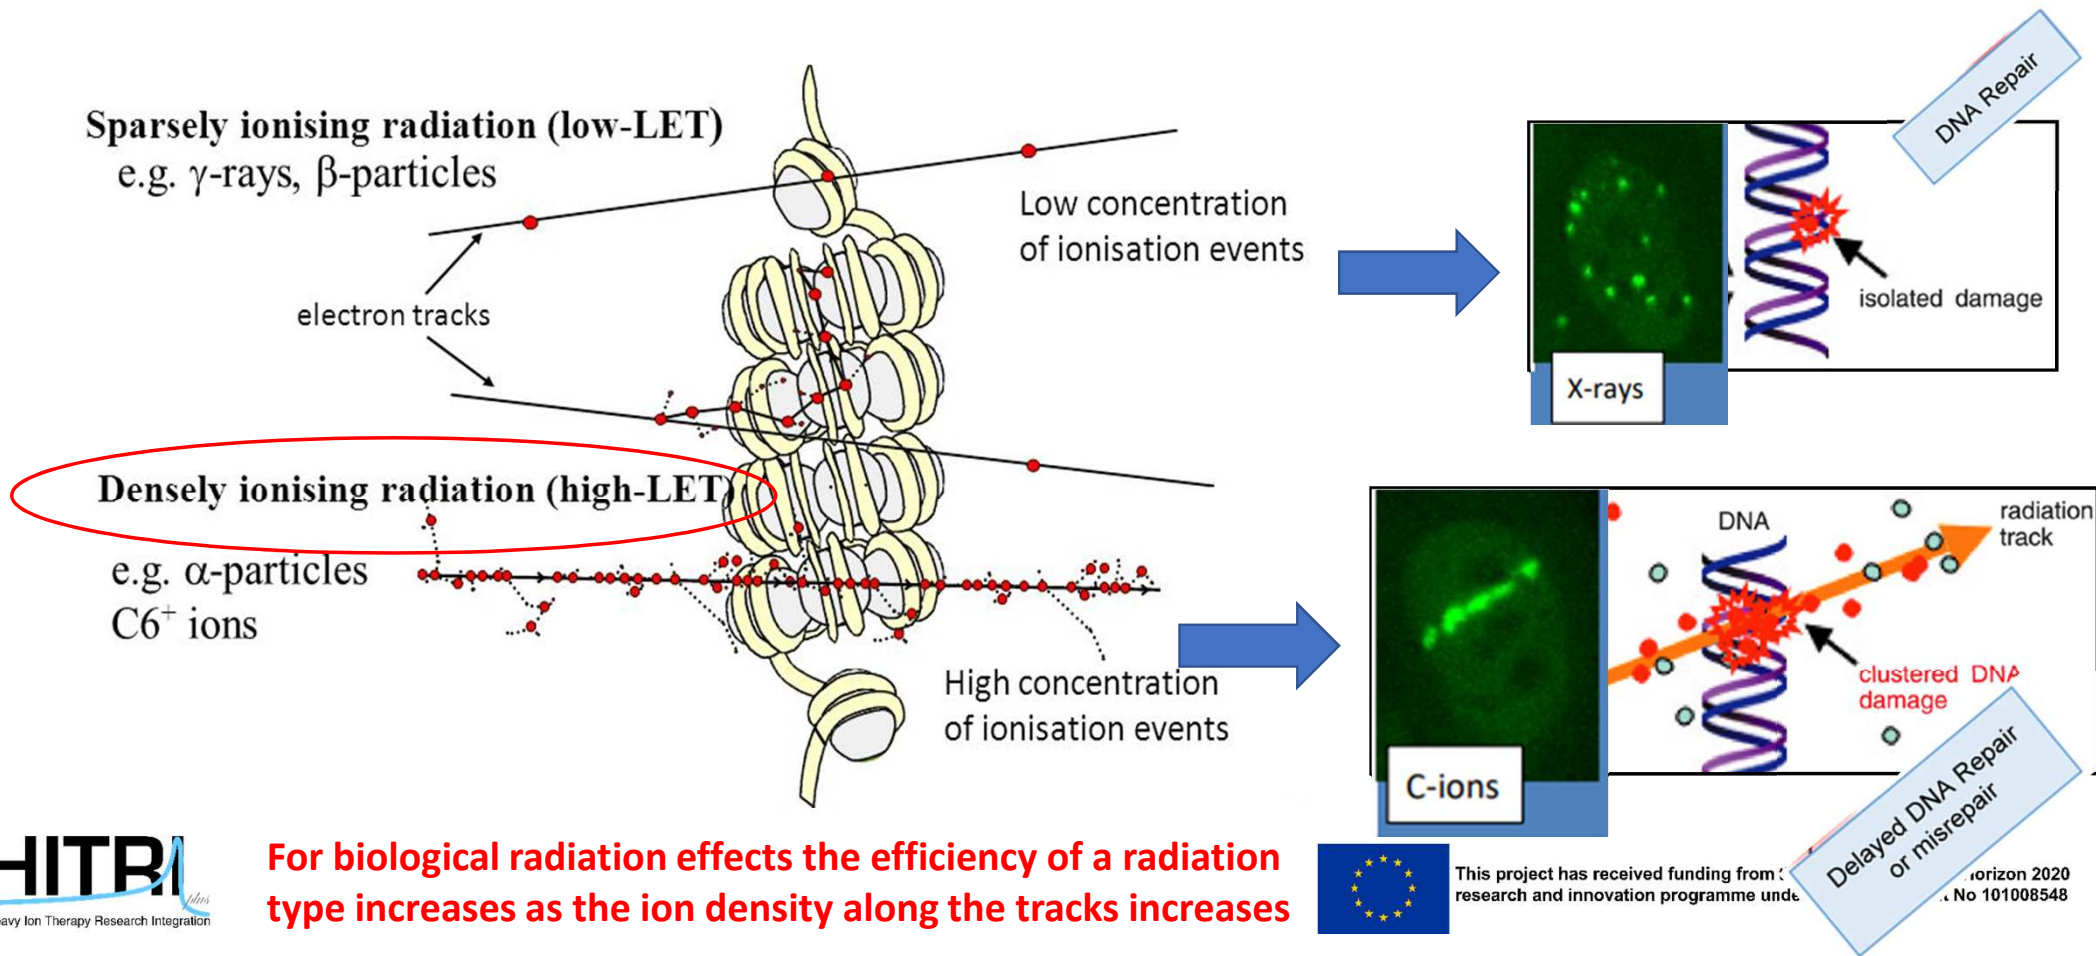 Sparsely ionising radiation (low-LET)
e.g. γ-rays, β-particles
electron tracks
Low concentration
of ionisation events
DNA Repair
isolated damage
X-rays
Densely ionising radiation (high-LET)
e.g. α-particles
C6+ ions
High concentration
of ionisation events
DNA
radiation
track
clustered DNA
damage
C-ions
Delayed DNA Repair
or misrepair
HITRI
plus
avy Ion Therapy Research Integration
For biological radiation effects the efficiency of a radiation
type increases as the ion density along the tracks increases
This project has received funding from orizon 2020
research and innovation programme unde No 101008548